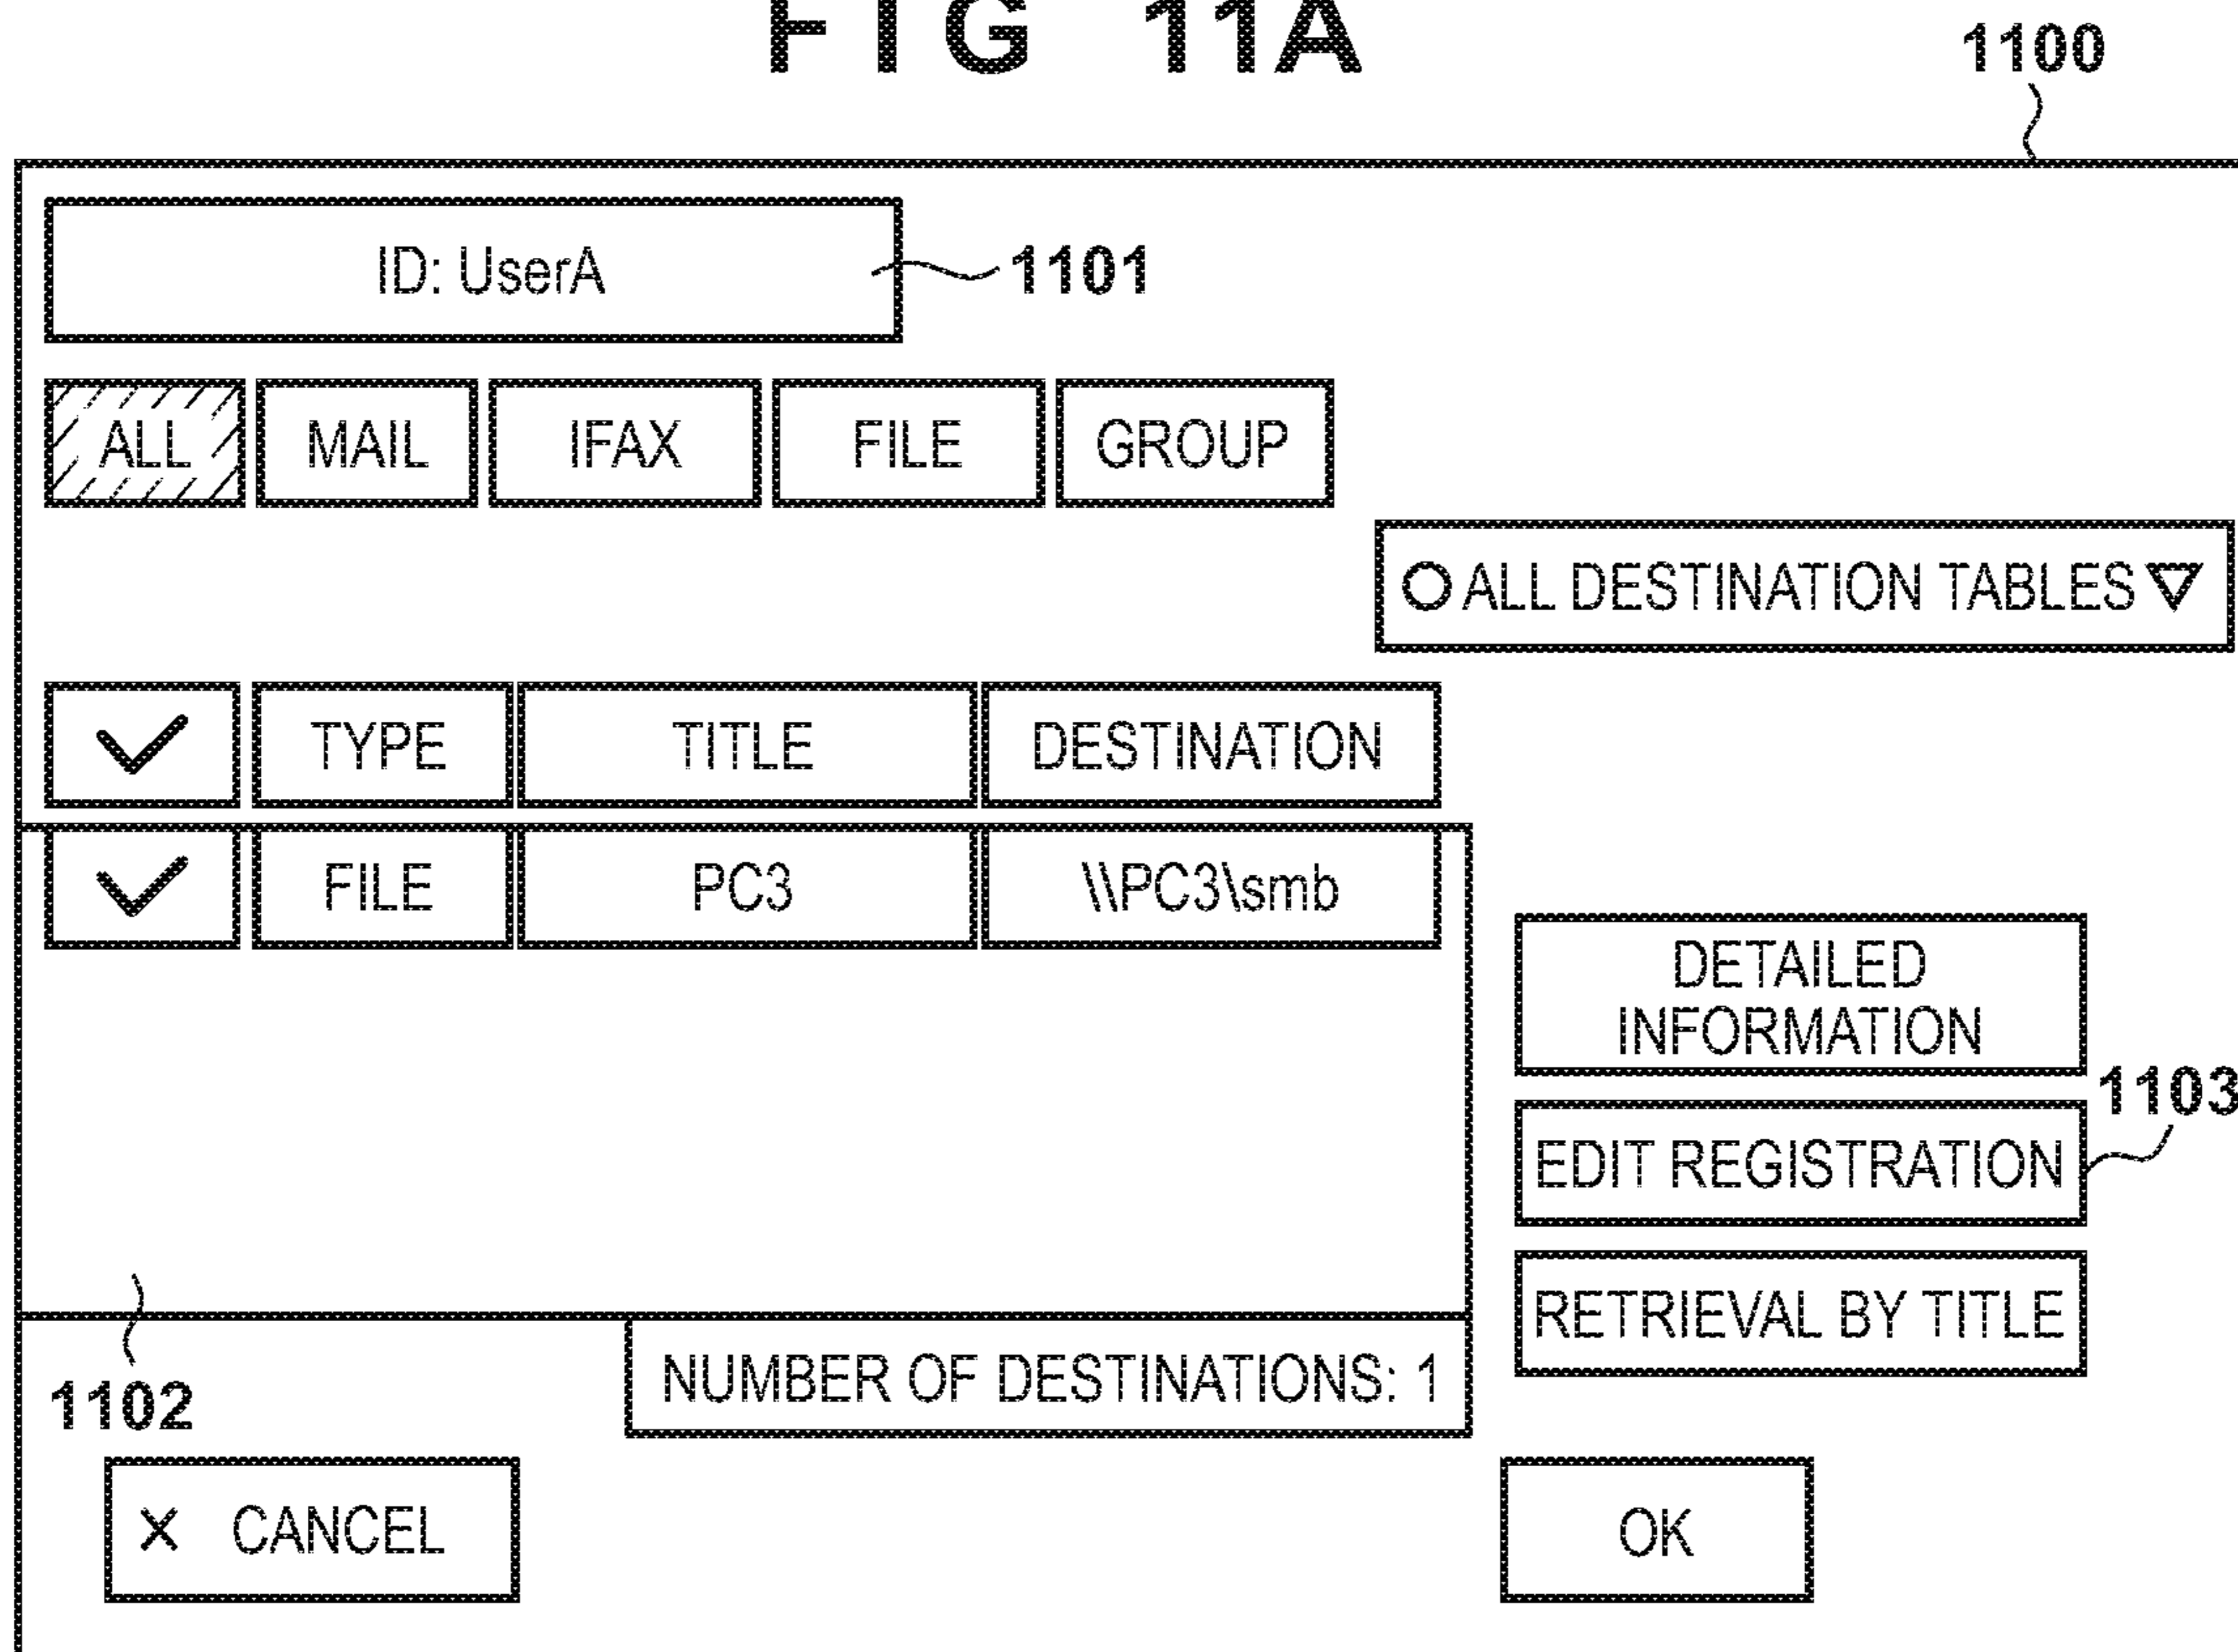 FIG 11A
1100
ID: UserA 1101
ALL MAIL IFAX FILE GROUP
ALL DESTINATION TABLES
TYPE TITLE DESTINATION
FILE PC3 \\PC3\smb
DETAILED
INFORMATION
1103
EDIT REGISTRATION
RETRIEVAL BY TITLE
NUMBER OF DESTINATIONS: 1
1102
× CANCEL OK